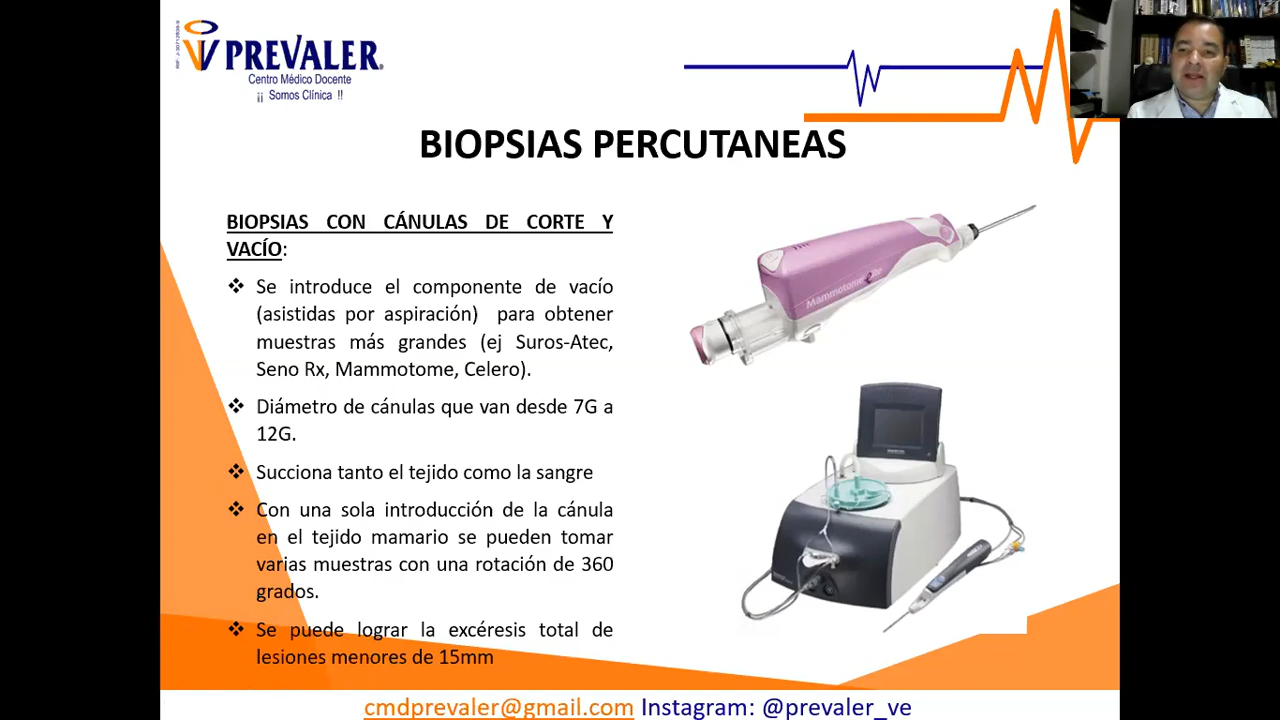 PREVALER
Centro Médico Docente
¡¡ Somos Clínica !!
BIOPSIAS PERCUTANEAS
BIOPSIAS CON CÁNULAS DE CORTE Y
VACÍO:
❖ Se introduce el componente de vacío
(asistidas por aspiración) para obtener
muestras más grandes (ej Suros-Atec,
Seno Rx, Mammotome, Celero).
❖ Diámetro de cánulas que van desde 7G a
12G.
❖ Succiona tanto el tejido como la sangre
❖ Con una sola introducción de la cánula
en el tejido mamario se pueden tomar
varias muestras con una rotación de 360
grados.
❖ Se puede lograr la excéresis total de
lesiones menores de 15mm
Mammotome
cmdprevaler@gmail.com Instagram: @prevaler_ve